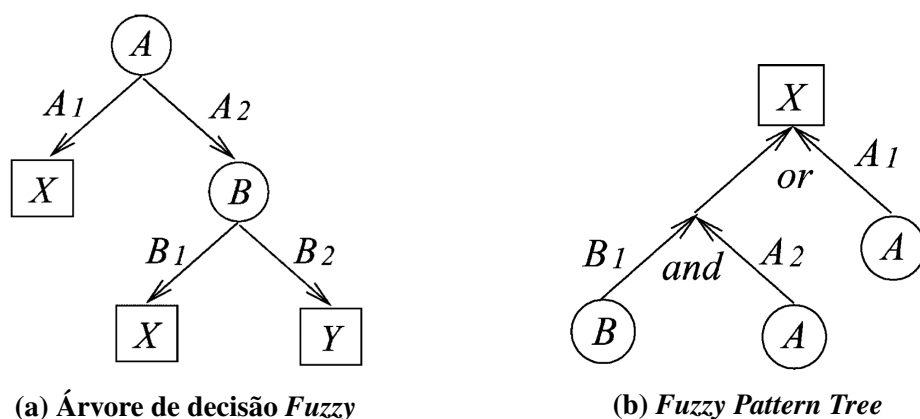 A
A1 A2
X B
B1 B2
X Y
(a) Árvore de decisão Fuzzy
X
or A1
A
B1 and A2
B A
(b) Fuzzy Pattern Tree